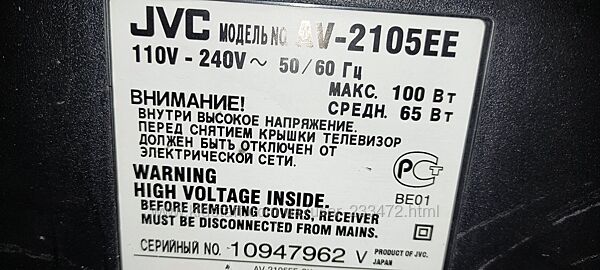 JVC МОДЕЛЬ NO. AV-2105EE
110V - 240V~ 50/60 Гц
МАКС. 100 Вт
СРЕДН. 65 Вт
ВНИМАНИЕ!
ВНУТРИ ВЫСОКОЕ НАПРЯЖЕНИЕ.
ПЕРЕД СНЯТИЕМ КРЫШКИ ТЕЛЕВИЗОР
ДОЛЖЕН БЫТЬ ОТКЛЮЧЕН ОТ
ЭЛЕКТРИЧЕСКОЙ СЕТИ.
WARNING
HIGH VOLTAGE INSIDE.
BEFORE REMOVING COVERS, RECEIVER
MUST BE DISCONNECTED FROM MAINS.
BE01
СЕРИЙНЫЙ NO. 10947962 V
PRODUCT OF JVC.
JAPAN